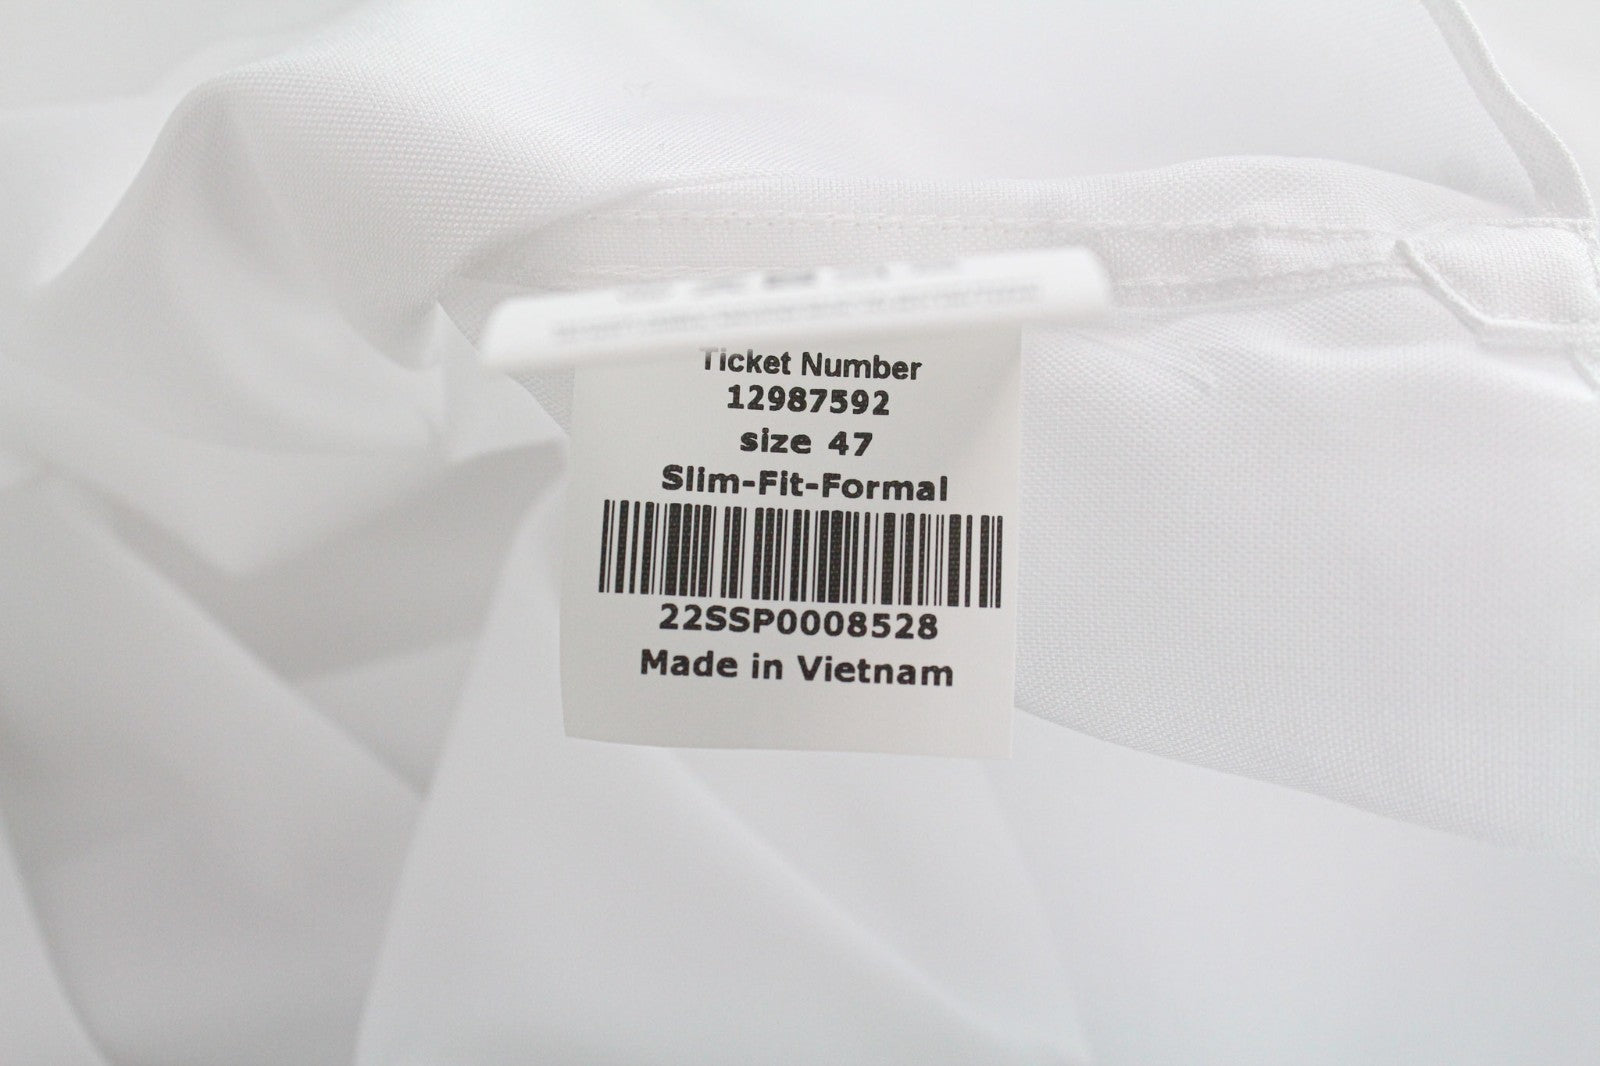 Ticket Number
12987592
size 47
Slim-Fit-Formal
22SSP0008528
Made in Vietnam